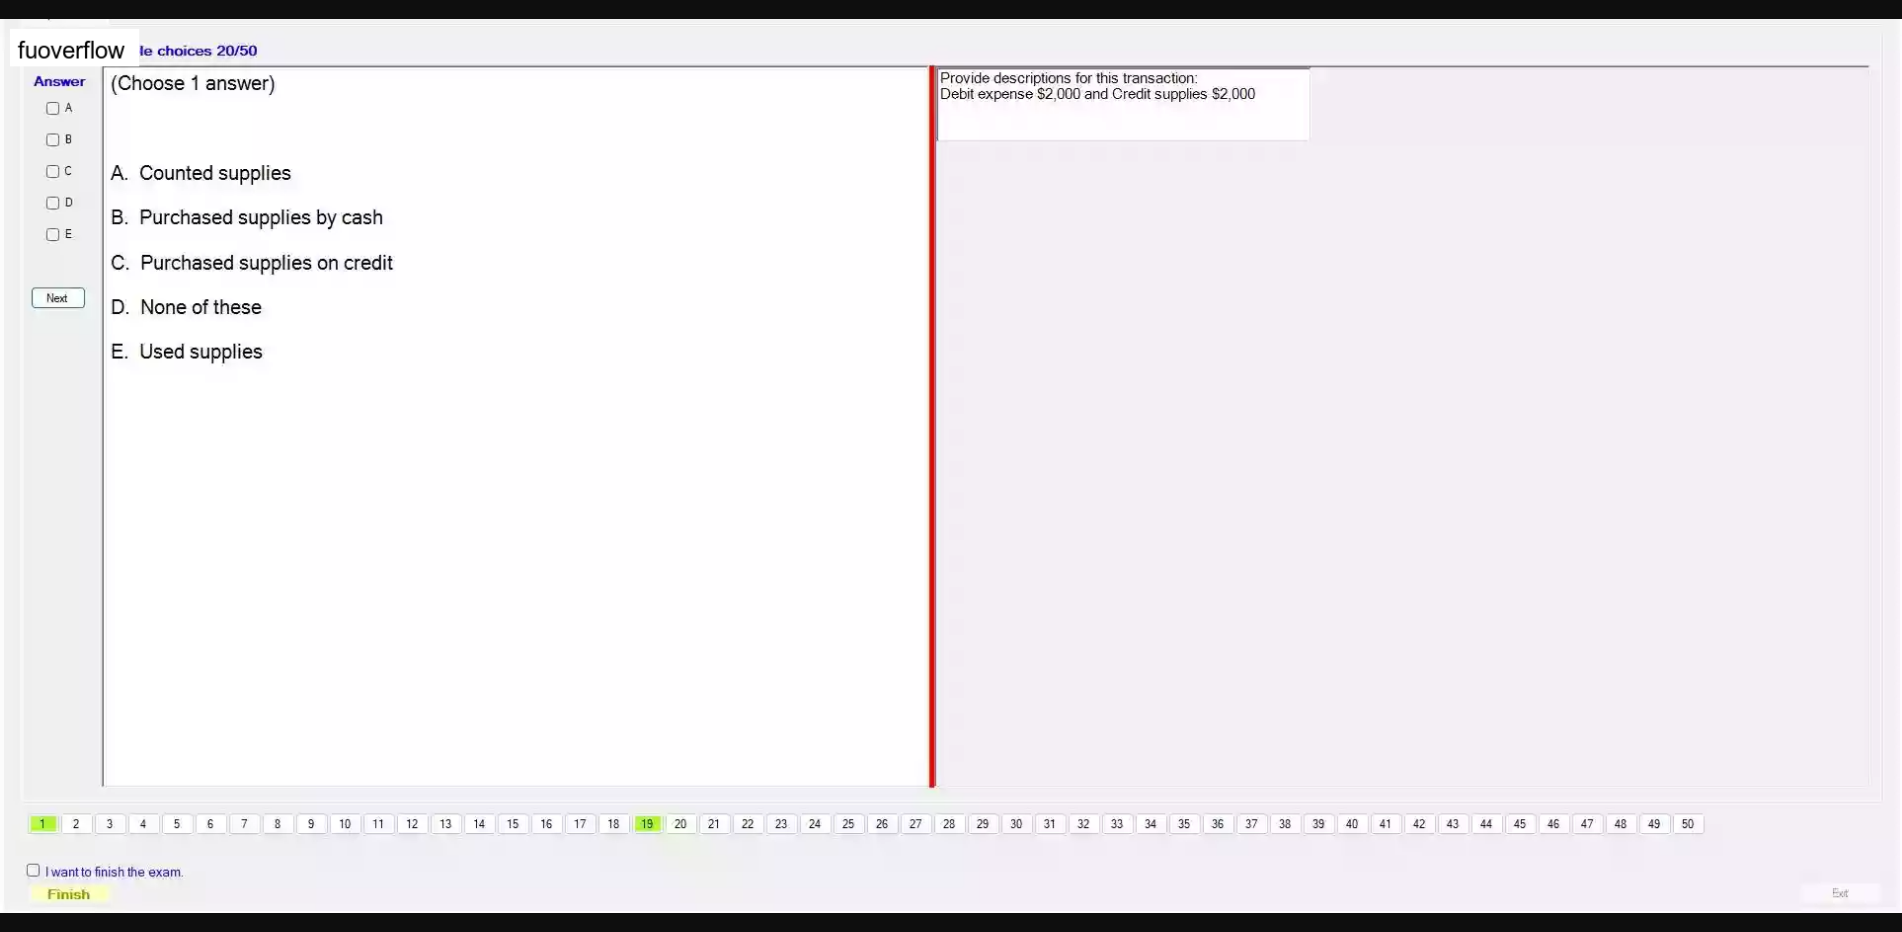 fuoverflow
le choices 20/50
Answer
A
B
C
D
E
Next
(Choose 1 answer)
A. Counted supplies
B. Purchased supplies by cash
C. Purchased supplies on credit
D. None of these
E. Used supplies
Provide descriptions for this transaction:
Debit expense $2,000 and Credit supplies $2,000
1 2 3 4 5 6 7 8 9 10 11 12 13 14 15 16 17 18 19 20 21 22 23 24 25 26 27 28 29 30 31 32 33 34 35 36 37 38 39 40 41 42 43 44 45 46 47 48 49 50
I want to finish the exam.
Finish
Exit